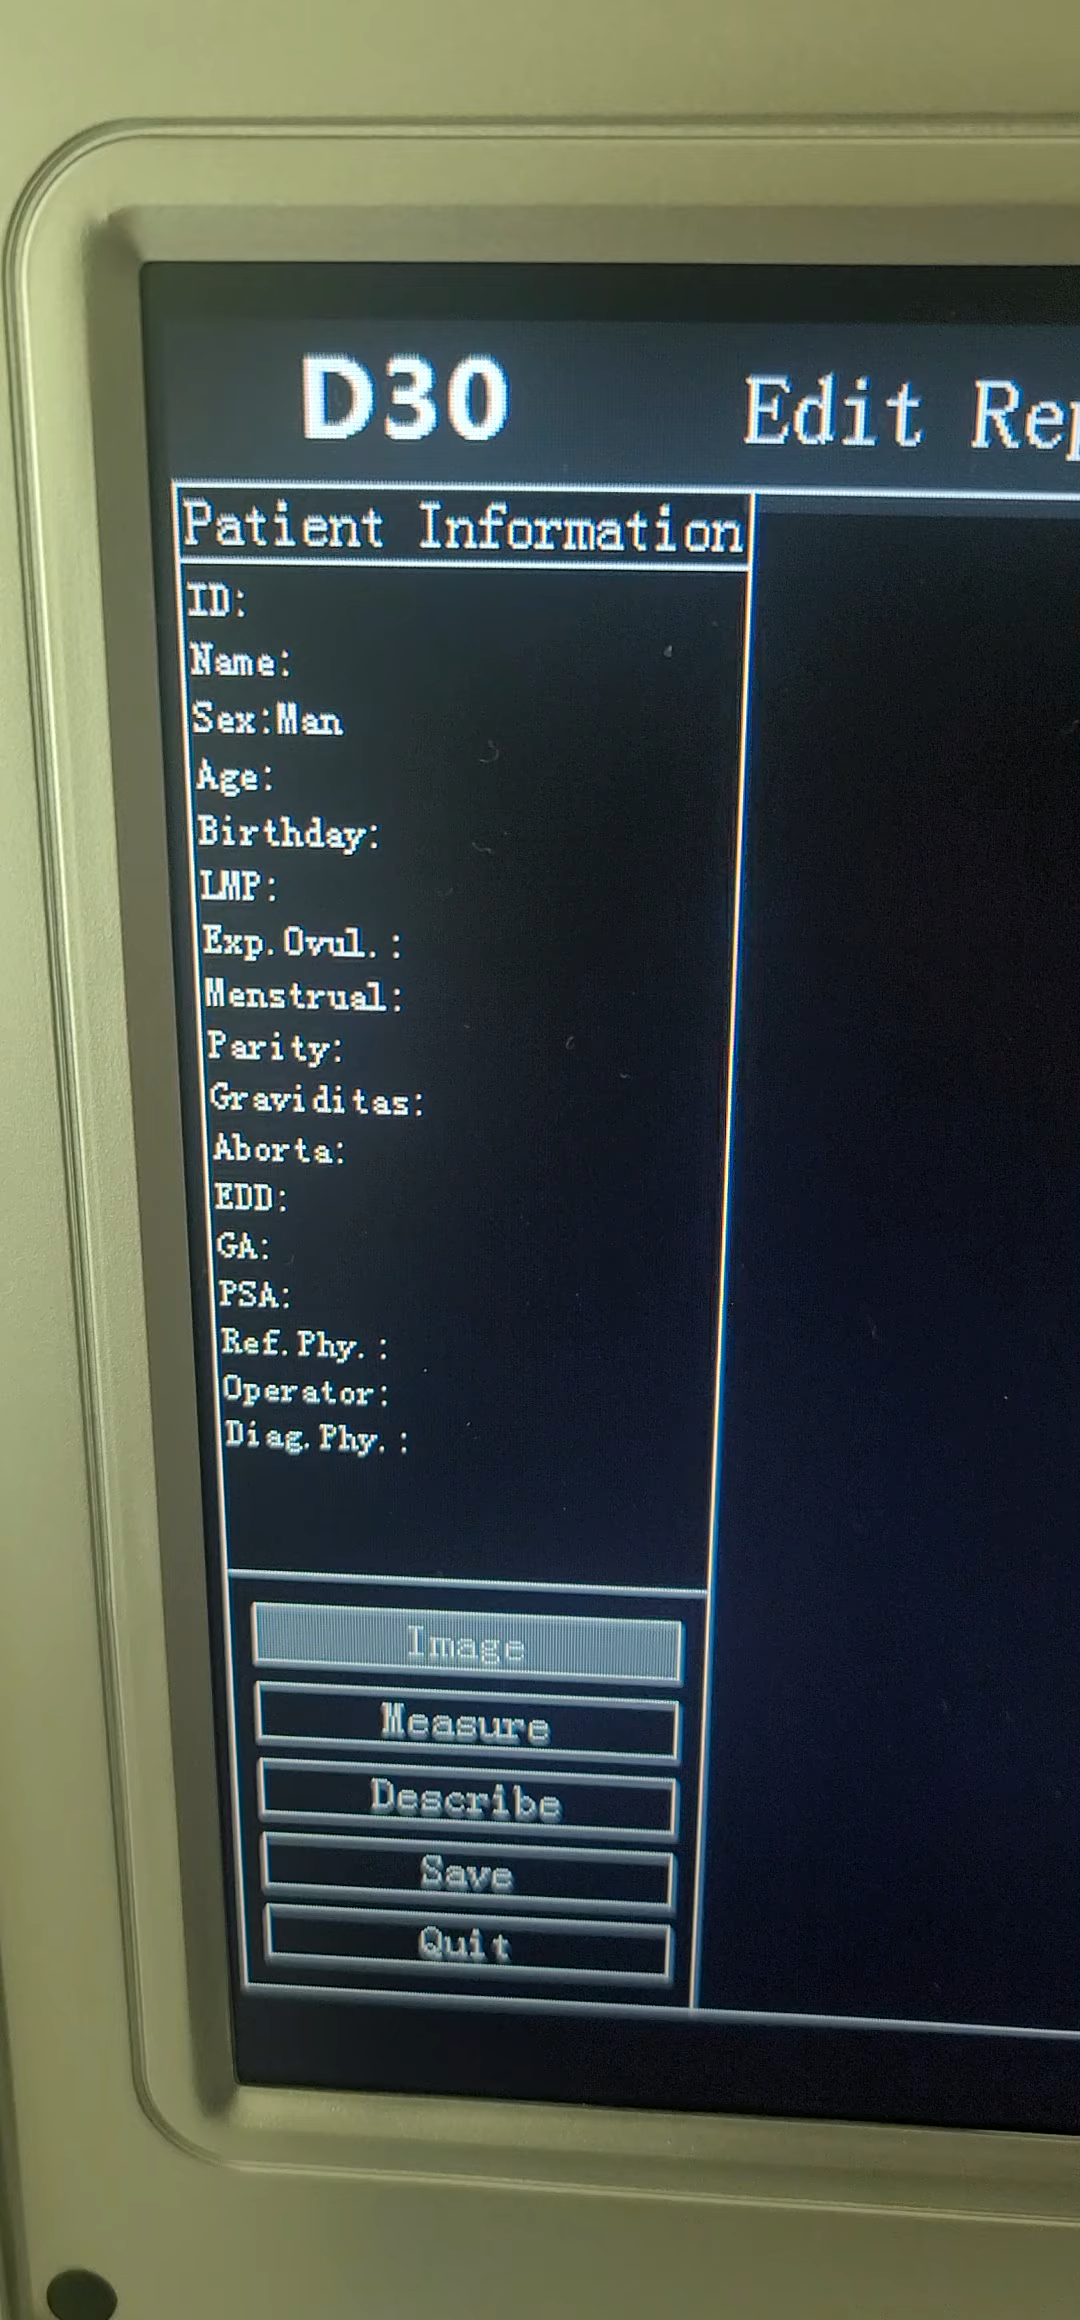 D30
Edit Rep
Patient Information
ID:
Name:
Sex:Man
Age:
Birthday:
LMP:
Exp.Ovul.:
Menstrual:
Parity:
Graviditas:
Aborta:
EDD:
GA:
PSA:
Ref.Phy.:
Operator:
Diag.Phy.:
Image
Measure
Describe
Save
Quit